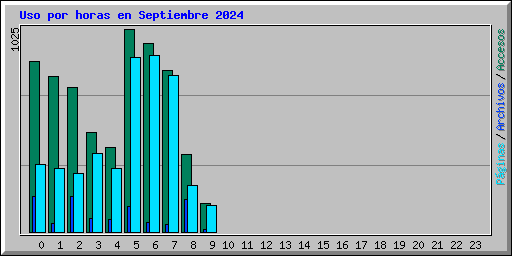 Uso por horas en Septiembre 2024
1025
Páginas / Archivos / Accesos
0 1 2 3 4 5 6 7 8 9 10 11 12 13 14 15 16 17 18 19 20 21 22 23